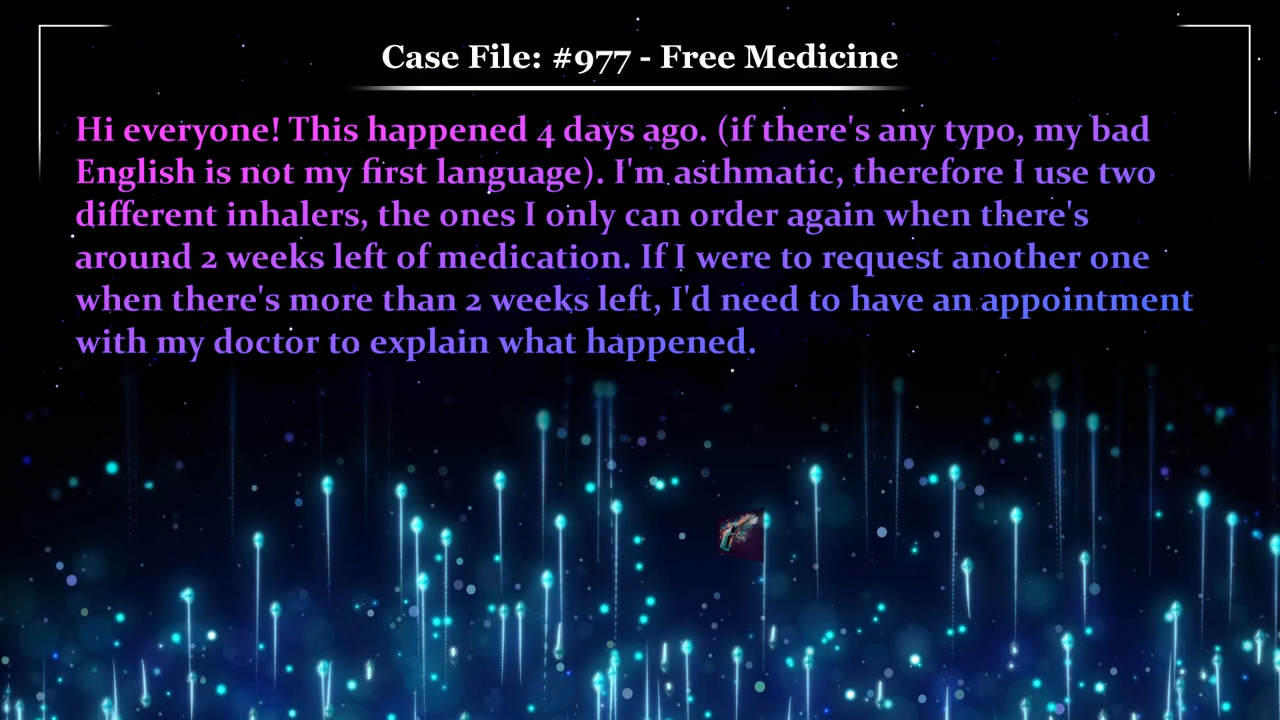 Case File: #977 - Free Medicine
Hi everyone! This happened 4 days ago. (if there's any typo, my bad
English is not my first language). I'm asthmatic, therefore I use two
different inhalers, the ones I only can order again when there's
around 2 weeks left of medication. If I were to request another one
when there's more than 2 weeks left, I'd need to have an appointment
with my doctor to explain what happened.